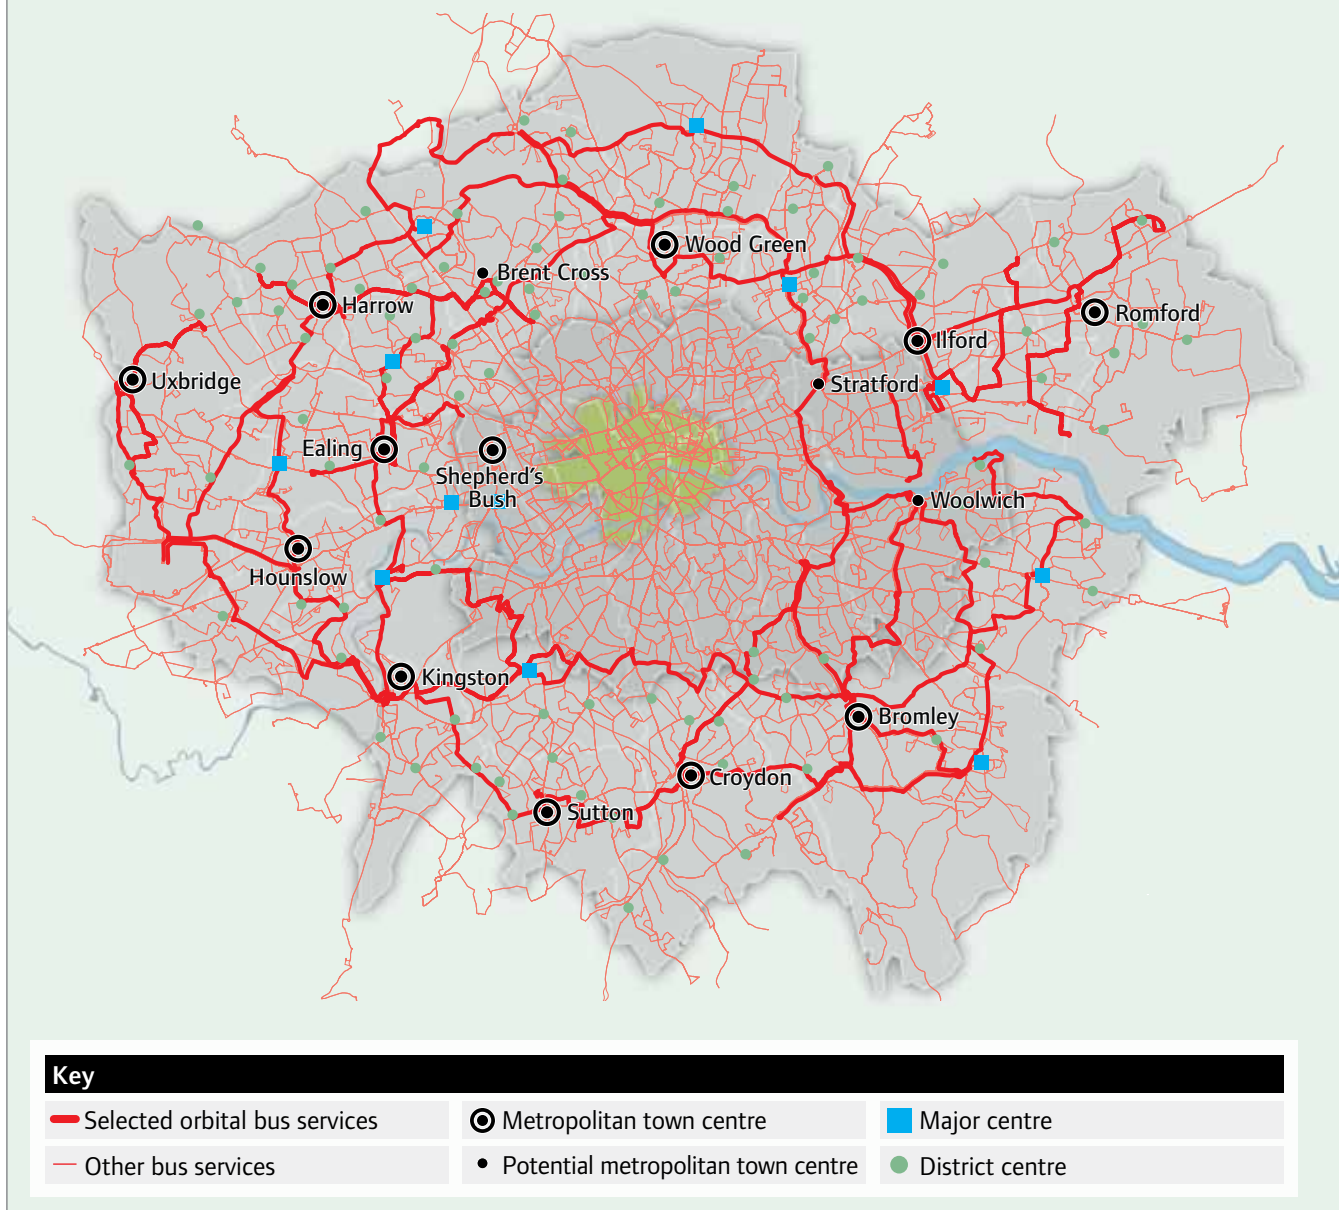 Wood Green
Brent Cross
Harrow
Romford
Ilford
Uxbridge
Stratford
Ealing
Shepherd's
Bush
Woolwich
Hounslow
Kingston
Bromley
Croydon
Sutton
Key
Selected orbital bus services
Metropolitan town centre
Major centre
Other bus services
Potential metropolitan town centre
District centre